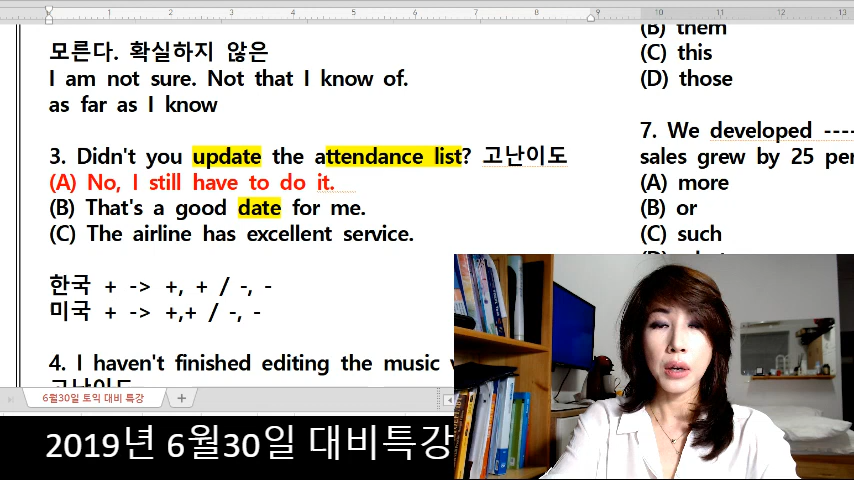 모른다. 확실하지 않은
I am not sure. Not that I know of.
as far as I know
3. Didn't you update the attendance list? 고난이도
(A) No, I still have to do it.
(B) That's a good date for me.
(C) The airline has excellent service.
한국 + -> +, + / -, -
미국 + -> +,+ / -, -
4. I haven't finished editing the music
고난이도
(B) them
(C) this
(D) those
7. We developed ----
sales grew by 25 per
(A) more
(B) or
(C) such
6월30일 토익 대비 특강
2019년 6월30일 대비특강